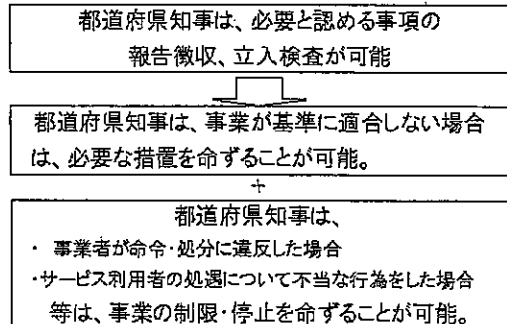 都道府県知事は、必要と認める事項の
報告徴収、立入検査が可能
都道府県知事は、事業が基準に適合しない場合
は、必要な措置を命ずることが可能。
+
都道府県知事は、
・ 事業者が命令・処分に違反した場合
・サービス利用者の処遇について不当な行為をした場合
等は、事業の制限・停止を命ずることが可能。